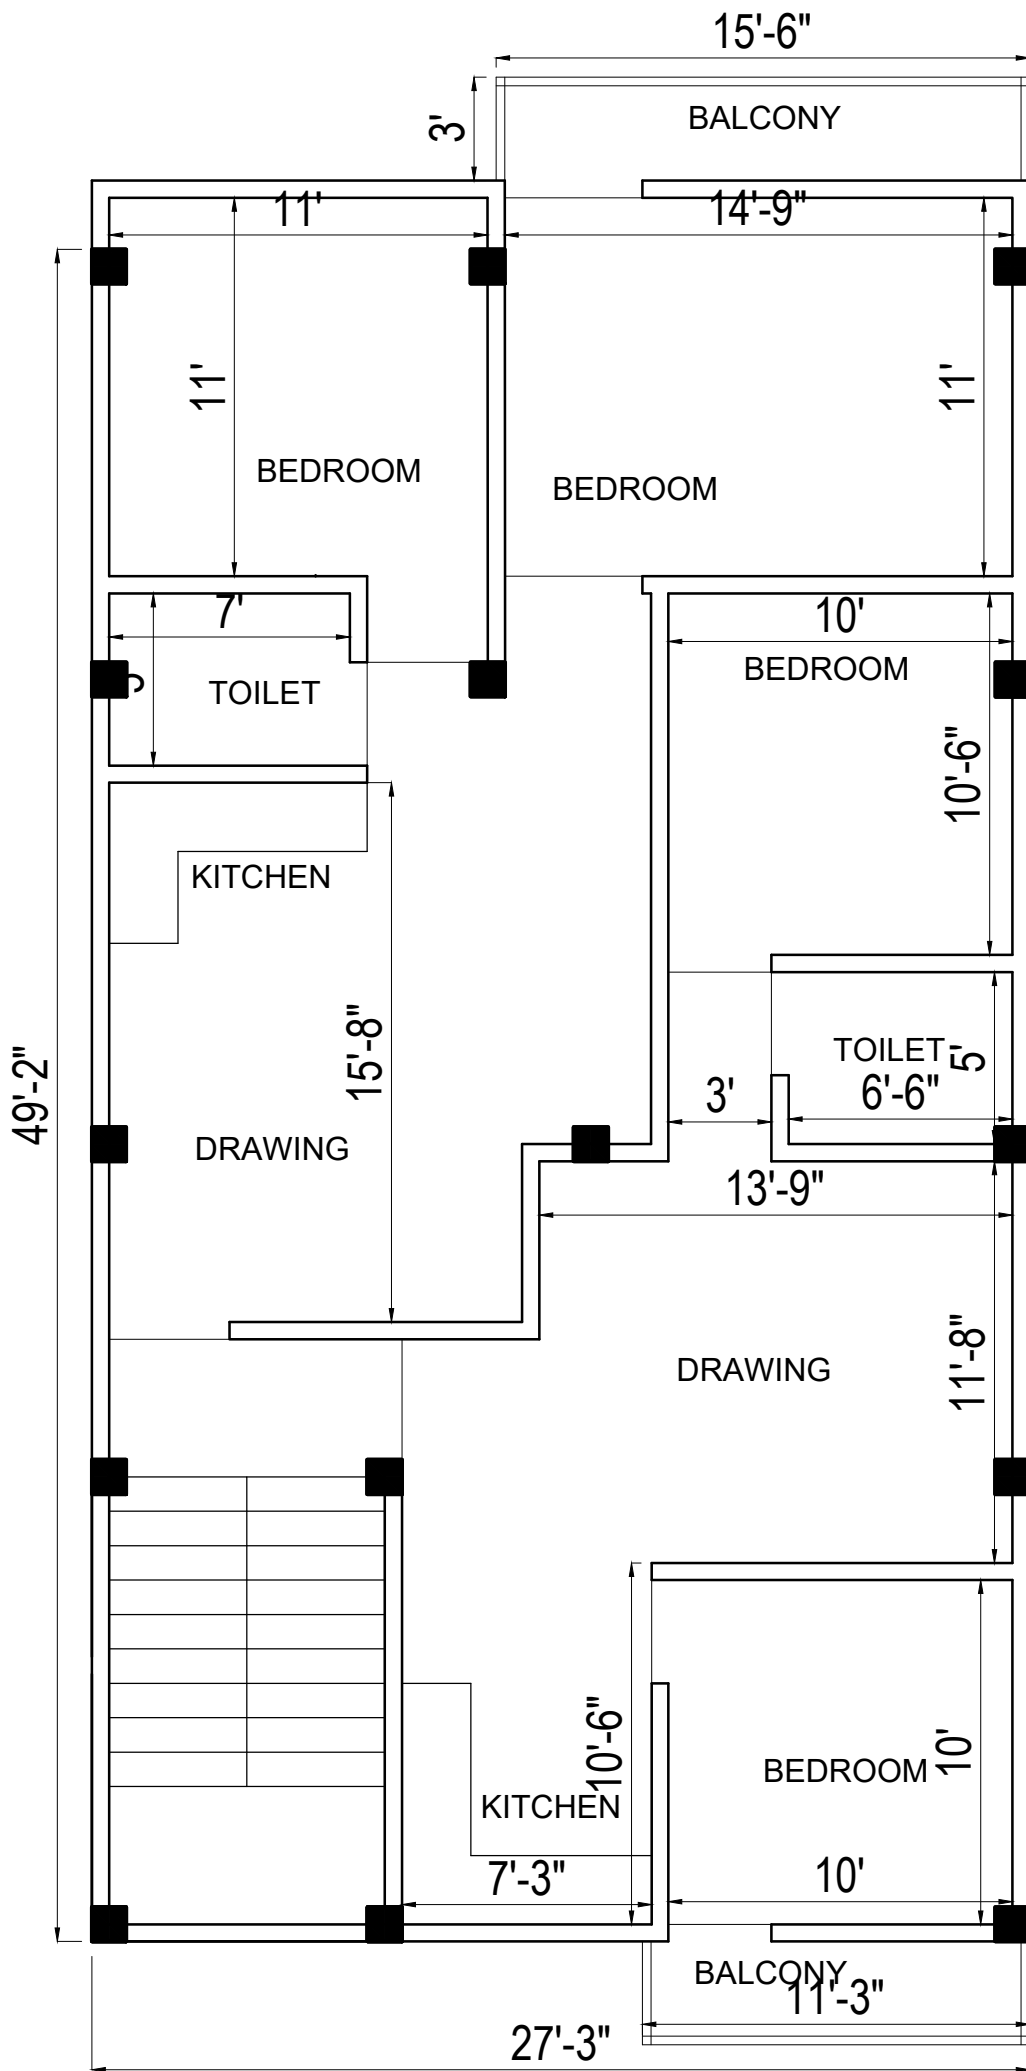 15'-6"
BALCONY
3'
11'
14'-9"
11'
11'
BEDROOM
BEDROOM
7'
10'
BEDROOM
TOILET
10'-6"
KITCHEN
15'-8"
49'-2"
TOILET
5'
3'
6'-6"
DRAWING
13'-9"
DRAWING
11'-8"
10'-6"
BEDROOM
10'
KITCHEN
7'-3"
10'
BALCONY
11'-3"
27'-3"